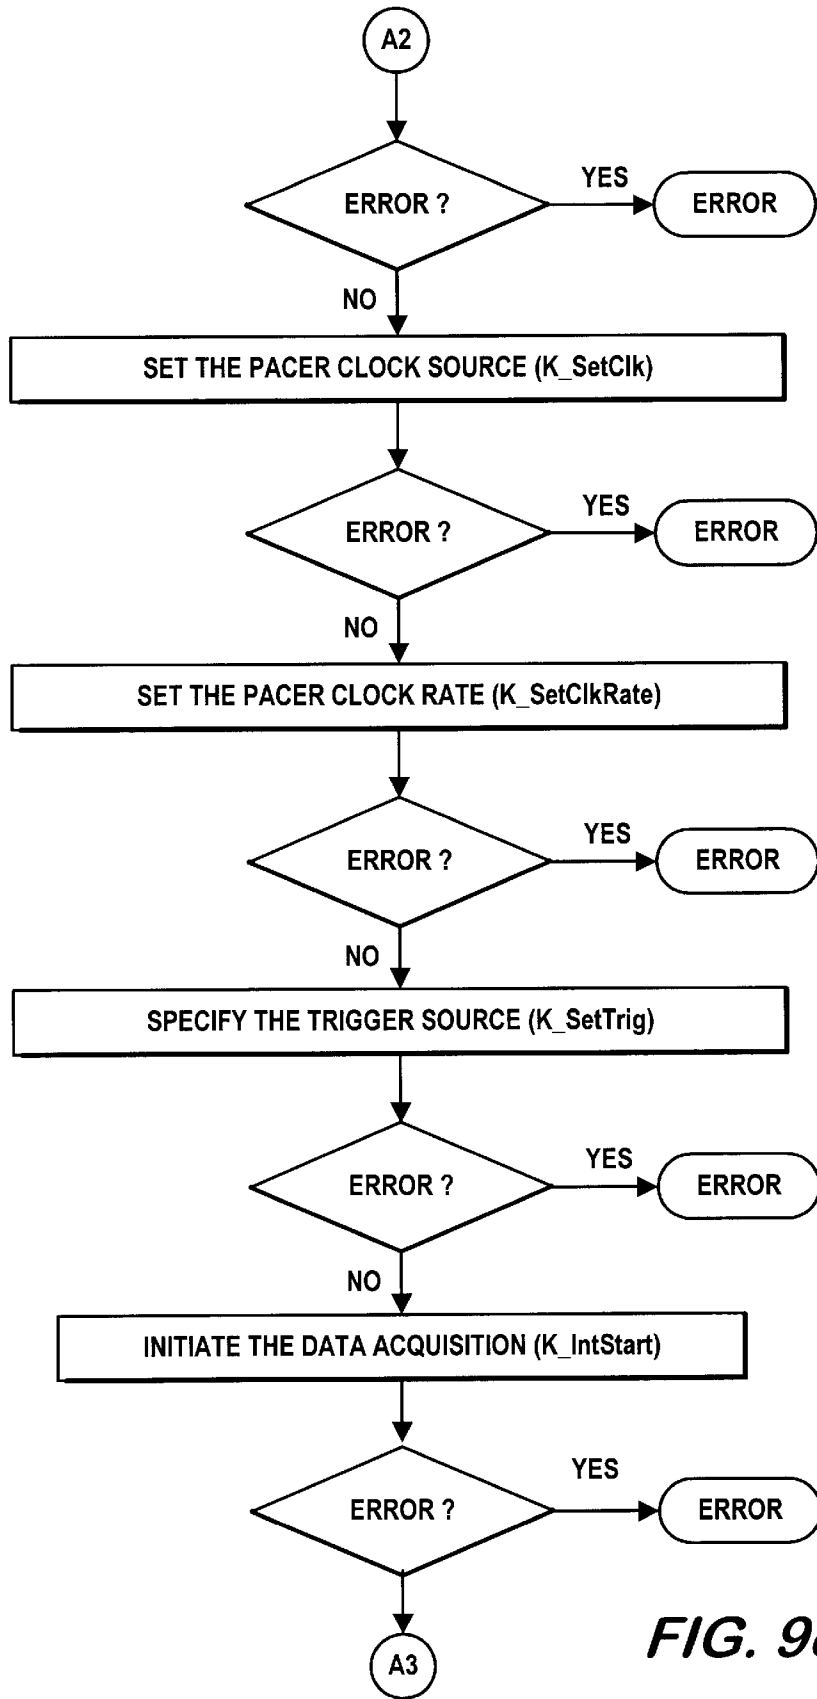 A2
ERROR ?
YES
ERROR
NO
SET THE PACER CLOCK SOURCE (K_SetClk)
ERROR ?
YES
ERROR
NO
SET THE PACER CLOCK RATE (K_SetClkRate)
ERROR ?
YES
ERROR
NO
SPECIFY THE TRIGGER SOURCE (K_SetTrig)
ERROR ?
YES
ERROR
NO
INITIATE THE DATA ACQUISITION (K_IntStart)
ERROR ?
YES
ERROR
A3
FIG.